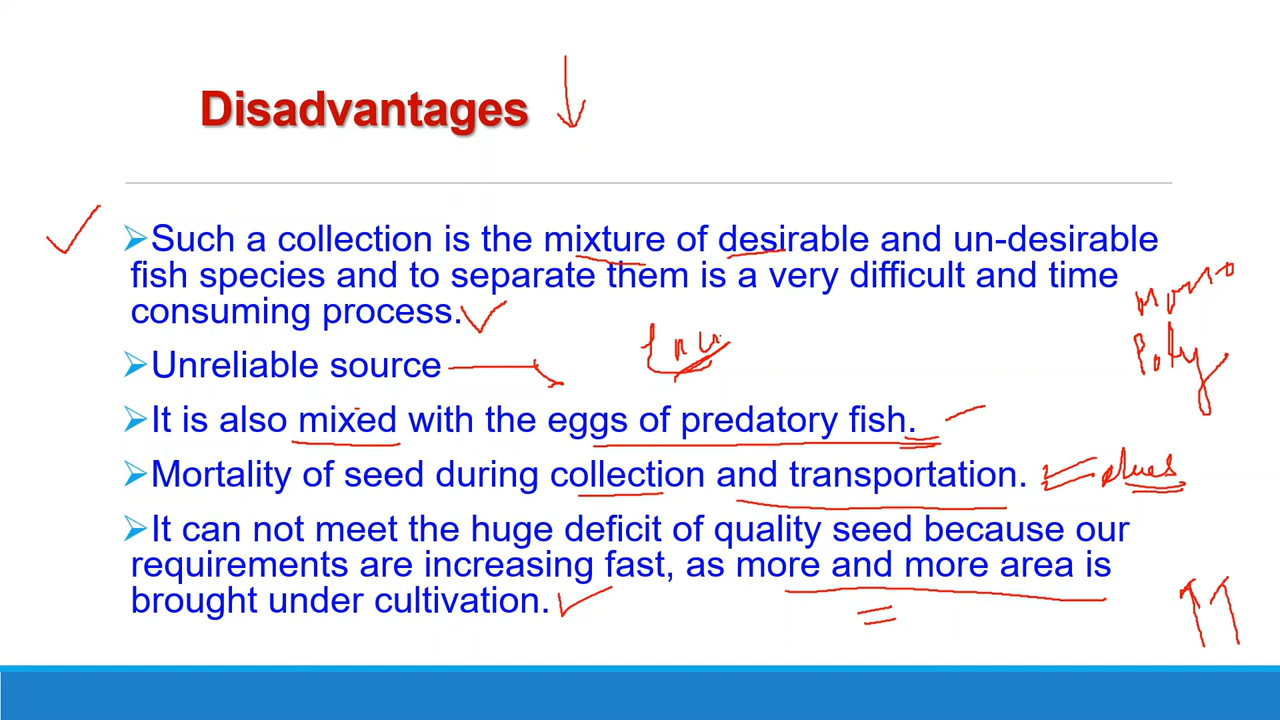 Disadvantages
➢Such a collection is the mixture of desirable and un-desirable
fish species and to separate them is a very difficult and time
consuming process.
Mono
Poly
➢Unreliable source
➢It is also mixed with the eggs of predatory fish.
➢Mortality of seed during collection and transportation.
➢It can not meet the huge deficit of quality seed because our
requirements are increasing fast, as more and more area is
brought under cultivation.